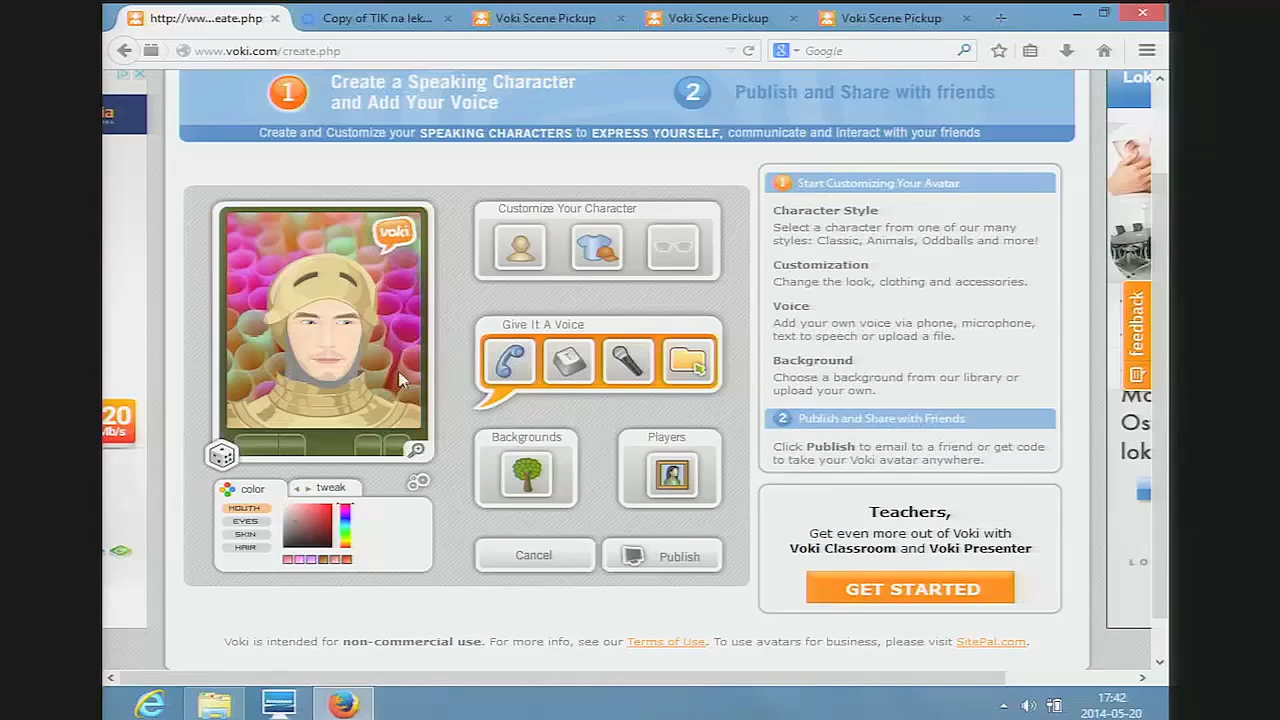 http://ww...eate.php
Copy of TIK na lek...
Voki Scene Pickup
Voki Scene Pickup
Voki Scene Pickup
www.voki.com/create.php
Google
1
Create a Speaking Character
and Add Your Voice
2
Publish and Share with friends
Create and Customize your SPEAKING CHARACTERS to EXPRESS YOURSELF, communicate and Interact with your friends
voki
Customize Your Character
Give It A Voice
Backgrounds
Players
color
tweak
MOUTH
EYES
SKIN
HAIR
Cancel
Publish
1 Start Customizing Your Avatar
Character Style
Select a character from one of our many
styles: Classic, Animals, Oddballs and more!
Customization
Change the look, clothing and accessories.
Voice
Add your own voice via phone, microphone,
text to speech or upload a file.
Background
Choose a background from our library or
upload your own.
2 Publish and Share with Friends
Click Publish to email to a friend or get code
to take your Voki avatar anywhere.
Teachers,
Get even more out of Voki with
Voki Classroom and Voki Presenter
GET STARTED
feedback
20
Mb/s
Voki is intended for non-commercial use. For more info, see our Terms of Use. To use avatars for business, please visit SitePal.com.
17:42
2014-05-20